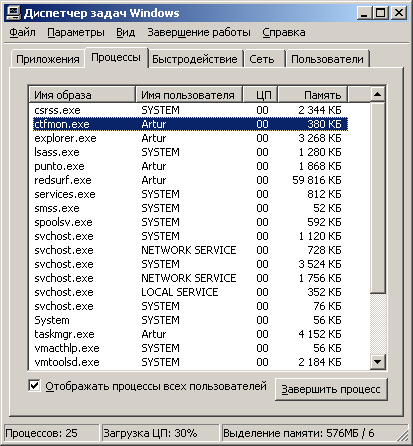 Диспетчер задач Windows
Файл Параметры Вид Завершение работы Справка
Приложения Процессы Быстродействие Сеть Пользователи
Имя образа Имя пользователя ЦП Память
csrss.exe SYSTEM 00 2 344 КБ
ctfmon.exe Artur 00 380 КБ
explorer.exe Artur 00 3 268 КБ
lsass.exe SYSTEM 00 1 280 КБ
punto.exe Artur 00 1 868 КБ
redsurf.exe Artur 00 59 816 КБ
services.exe SYSTEM 00 812 КБ
smss.exe SYSTEM 00 52 КБ
spoolsv.exe SYSTEM 00 592 КБ
svchost.exe SYSTEM 00 1 120 КБ
svchost.exe NETWORK SERVICE 00 728 КБ
svchost.exe SYSTEM 00 3 524 КБ
svchost.exe NETWORK SERVICE 00 1 756 КБ
svchost.exe LOCAL SERVICE 00 352 КБ
svchost.exe SYSTEM 00 76 КБ
System SYSTEM 00 56 КБ
taskmgr.exe Artur 00 4 152 КБ
vmacthlp.exe SYSTEM 00 56 КБ
vmtoolsd.exe SYSTEM 00 2 184 КБ
Отображать процессы всех пользователей Завершить процесс
Процессов: 25 Загрузка ЦП: 30% Выделение памяти: 576МБ / 6